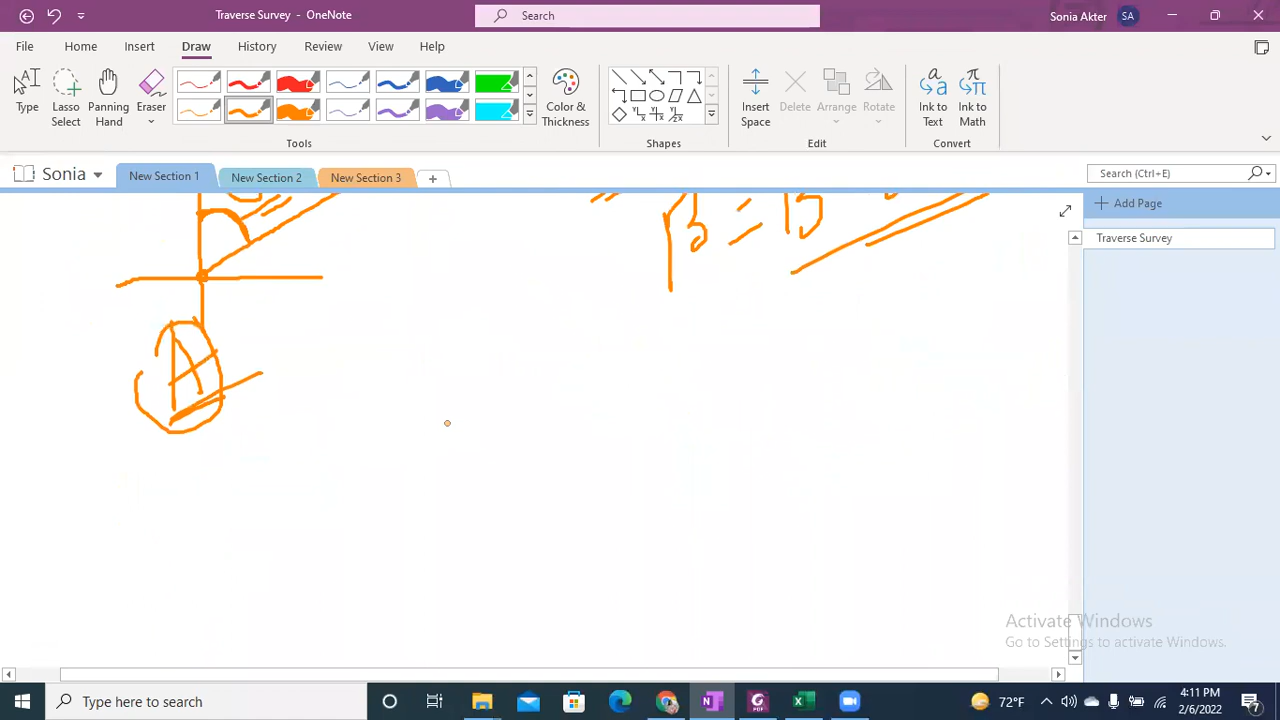 Traverse Survey - OneNote
Search
Sonia Akter
SA
File
Home
Insert
Draw
History
Review
View
Help
Type
Lasso Select
Panning Hand
Eraser
Color & Thickness
Insert Space
Delete
Arrange
Rotate
Ink to Text
Ink to Math
Tools
Shapes
Edit
Convert
Sonia
New Section 1
New Section 2
New Section 3
Search (Ctrl+E)
Add Page
Traverse Survey
A
Activate Windows
Go to Settings to activate Windows.
Type here to search
72°F
4:11 PM
2/6/2022
7